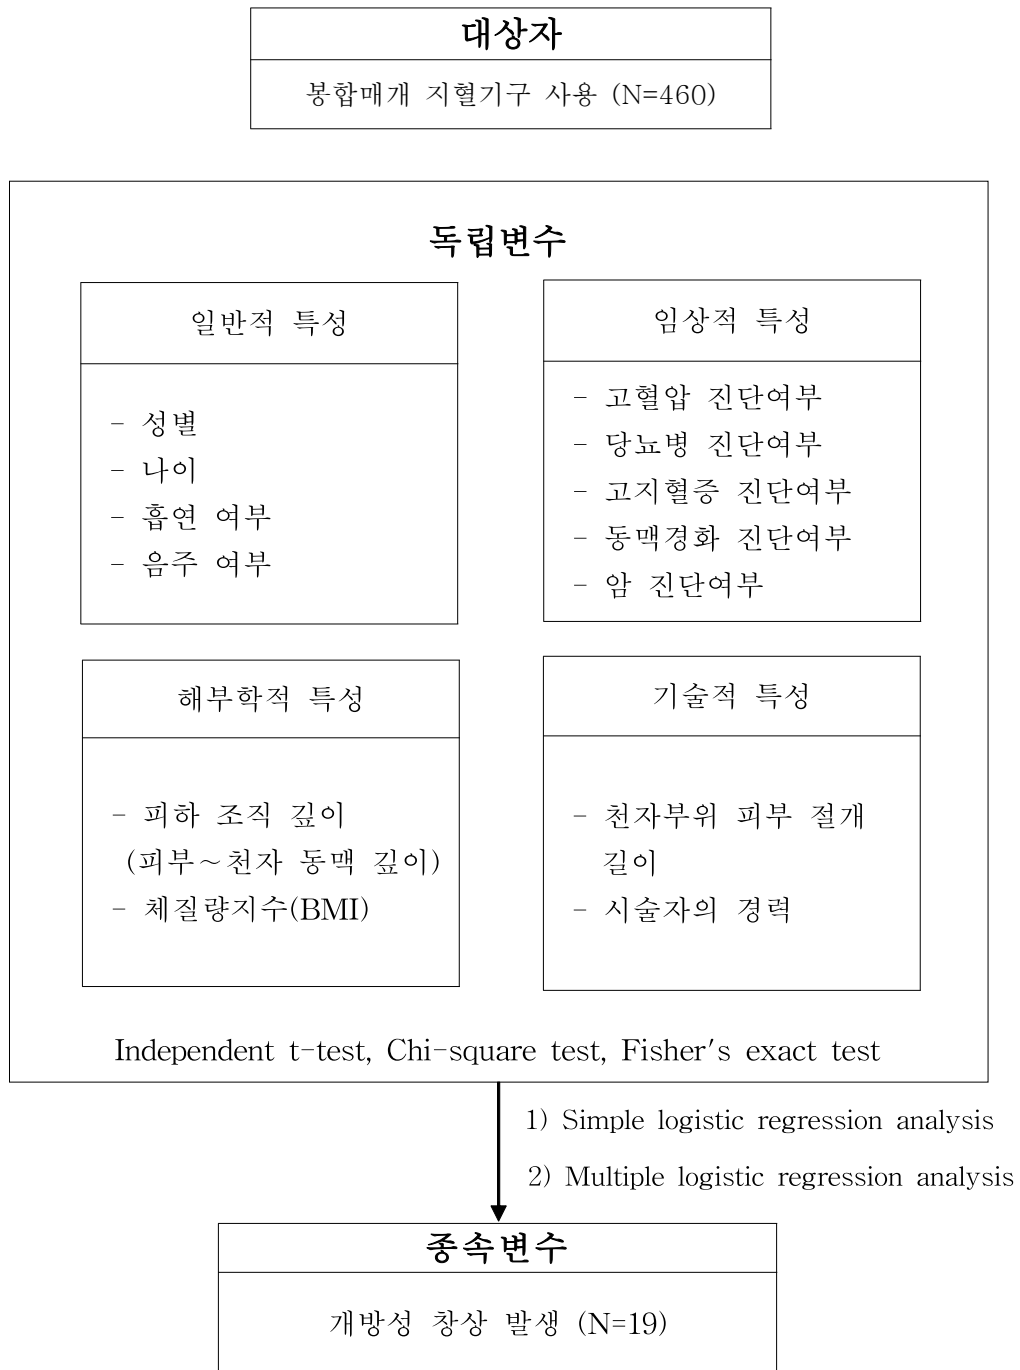 대상자
봉합매개 지혈기구 사용 (N=460)
독립변수
일반적 특성
- 성별
- 나이
- 흡연 여부
- 음주 여부
임상적 특성
- 고혈압 진단여부
- 당뇨병 진단여부
- 고지혈증 진단여부
- 동맥경화 진단여부
- 암 진단여부
해부학적 특성
- 피하 조직 깊이
(피부~천자 동맥 깊이)
- 체질량지수(BMI)
기술적 특성
- 천자부위 피부 절개
길이
- 시술자의 경력
Independent t-test, Chi-square test, Fisher's exact test
1) Simple logistic regression analysis
2) Multiple logistic regression analysis
종속변수
개방성 창상 발생 (N=19)